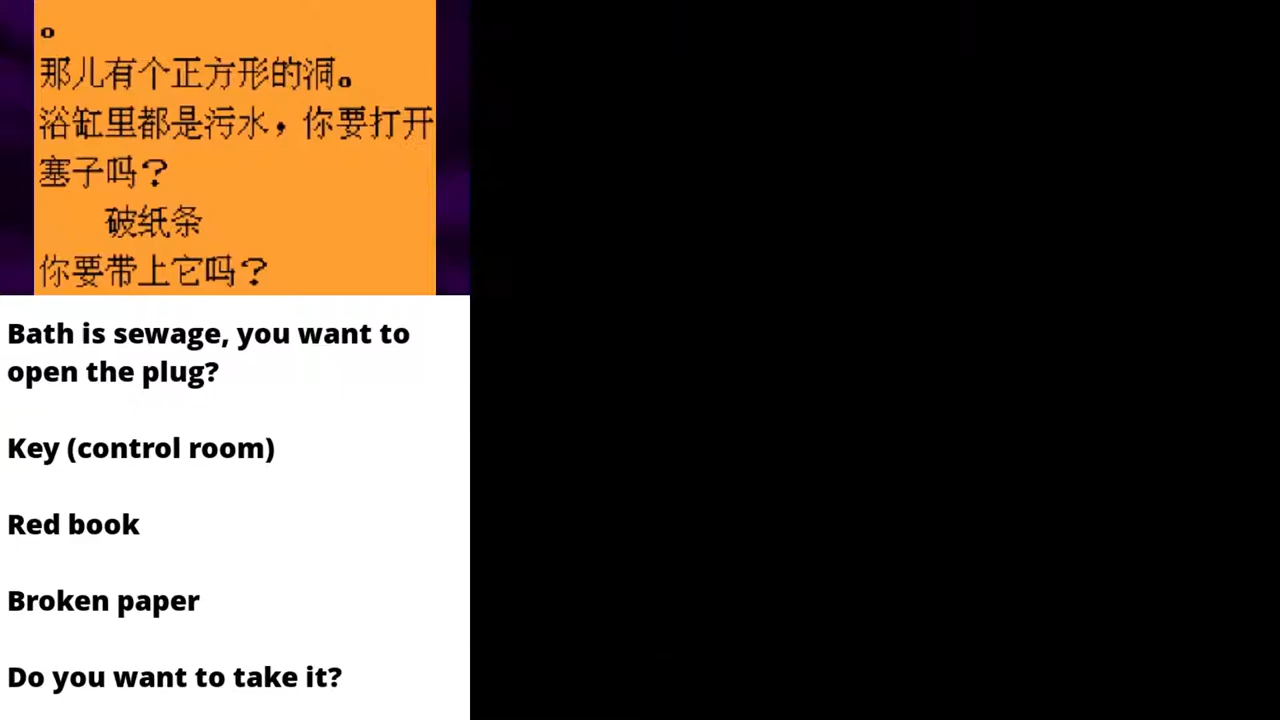 。
那儿有个正方形的洞。
浴缸里都是污水，你要打开
塞子吗？
破纸条
你要带上它吗？
Bath is sewage, you want to
open the plug?
Key (control room)
Red book
Broken paper
Do you want to take it?